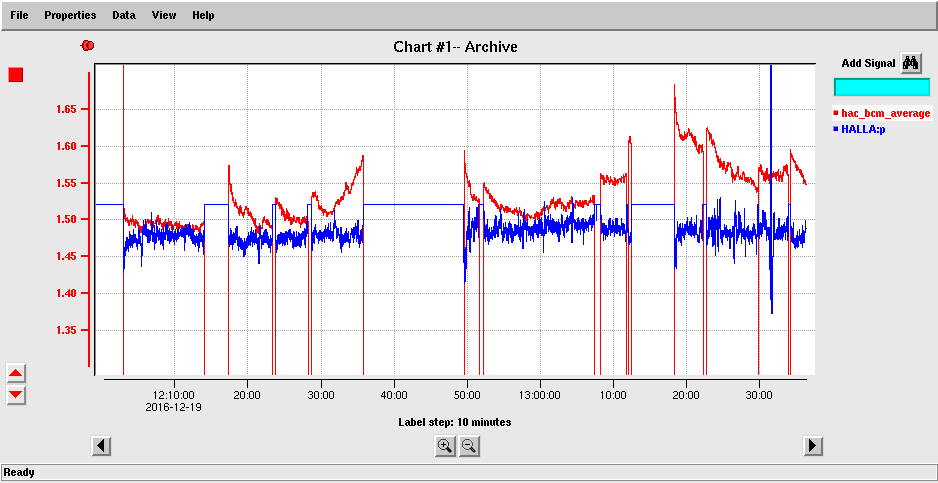 File Properties Data View Help
Chart #1-- Archive
Add Signal
hac_bcm_average
HALLA:p
1.65
1.60
1.55
1.50
1.45
1.40
1.35
12:10:00 20:00 30:00 40:00 50:00 13:00:00 10:00 20:00 30:00
2016-12-19
Label step: 10 minutes
Ready